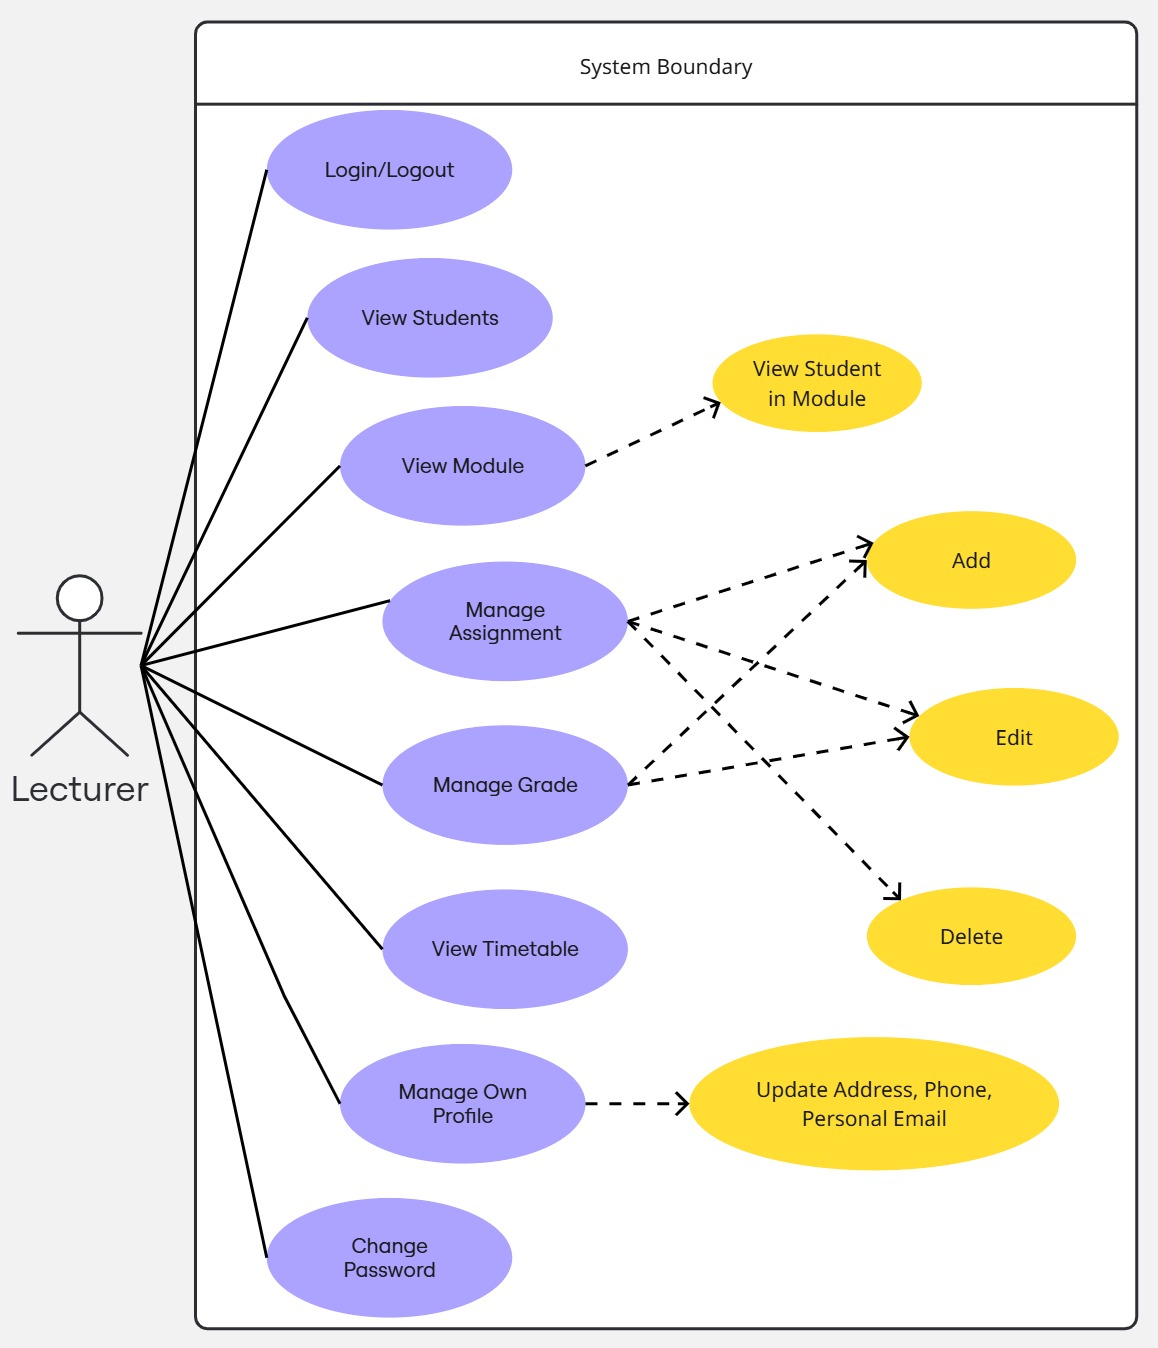 System Boundary
Login/Logout
View Students
View Student
in Module
View Module
Add
Manage
Assignment
Edit
Lecturer
Manage Grade
Delete
View Timetable
Manage Own
Profile
Update Address, Phone,
Personal Email
Change
Password